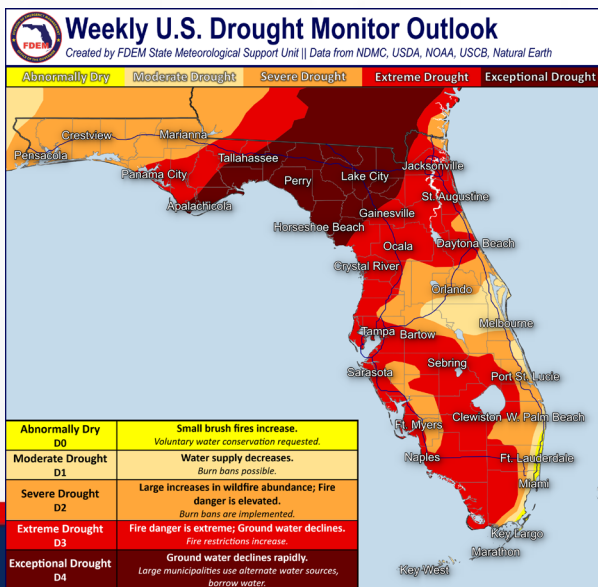 Weekly U.S. Drought Monitor Outlook
Created by FDEM State Meteorological Support Unit || Data from NDMC, USDA, NOAA, USCB, Natural Earth
FDEM
Abnormally Dry Moderate Drought Severe Drought Extreme Drought Exceptional Drought
Crestview
Marianna
Pensacola
Tallahassee
Jacksonville
Panama City
Perry
Lake City
St. Augustine
Apalachicola
Gainesville
Horseshoe Beach
Ocala
Daytona Beach
Crystal River
Orlando
Melbourne
Tampa
Bartow
Sebring
Sarasota
Port St. Lucie
Clewiston
W. Palm Beach
Ft. Myers
Naples
Ft. Lauderdale
Miami
Key Largo
Marathon
Key West
Abnormally Dry
D0
Small brush fires increase.
Voluntary water conservation requested.
Moderate Drought
D1
Water supply decreases.
Burn bans possible.
Severe Drought
D2
Large increases in wildfire abundance; Fire
danger is elevated.
Burn bans are implemented.
Extreme Drought
D3
Fire danger is extreme; Ground water declines.
Fire restrictions increase.
Exceptional Drought
D4
Ground water declines rapidly.
Large municipalities use alternate water sources,
borrow water.